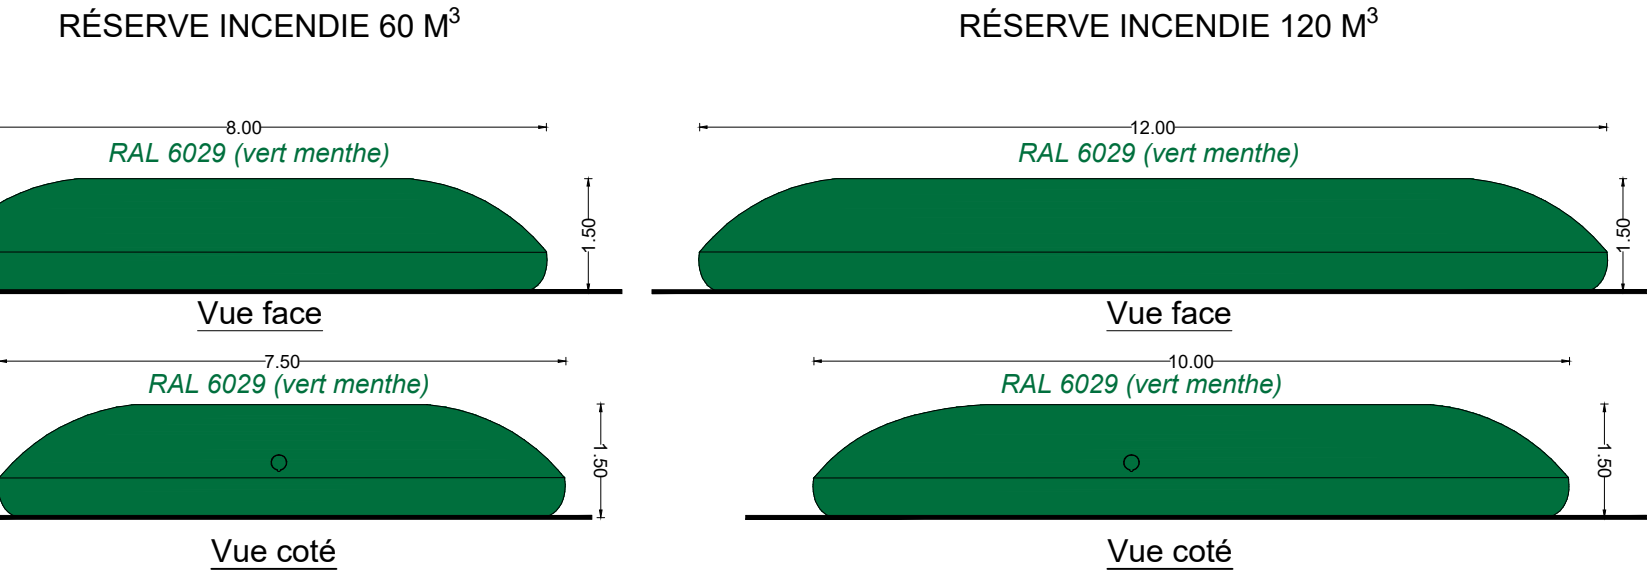 RÉSERVE INCENDIE 60 M³
RÉSERVE INCENDIE 120 M³
8.00
RAL 6029 (vert menthe)
1.50
Vue face
12.00
RAL 6029 (vert menthe)
1.50
Vue face
7.50
RAL 6029 (vert menthe)
1.50
Vue coté
10.00
RAL 6029 (vert menthe)
1.50
Vue coté